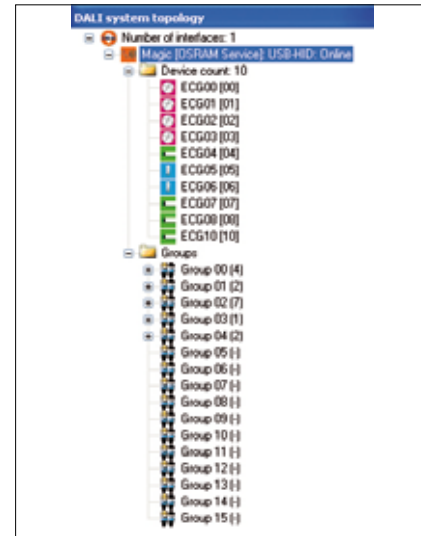 DALI system topology
Number of interfaces: 1
Magic [OSRAM Service]: USB-HID: Online
Device count: 10
ECG00 [00]
ECG01 [01]
ECG02 [02]
ECG03 [03]
ECG04 [04]
ECG05 [05]
ECG06 [06]
ECG07 [07]
ECG08 [08]
ECG10 [10]
Groups
Group 00 (4)
Group 01 (2)
Group 02 (7)
Group 03 (1)
Group 04 (2)
Group 05 (-)
Group 06 (-)
Group 07 (-)
Group 08 (-)
Group 09 (-)
Group 10 (-)
Group 11 (-)
Group 12 (-)
Group 13 (-)
Group 14 (-)
Group 15 (-)